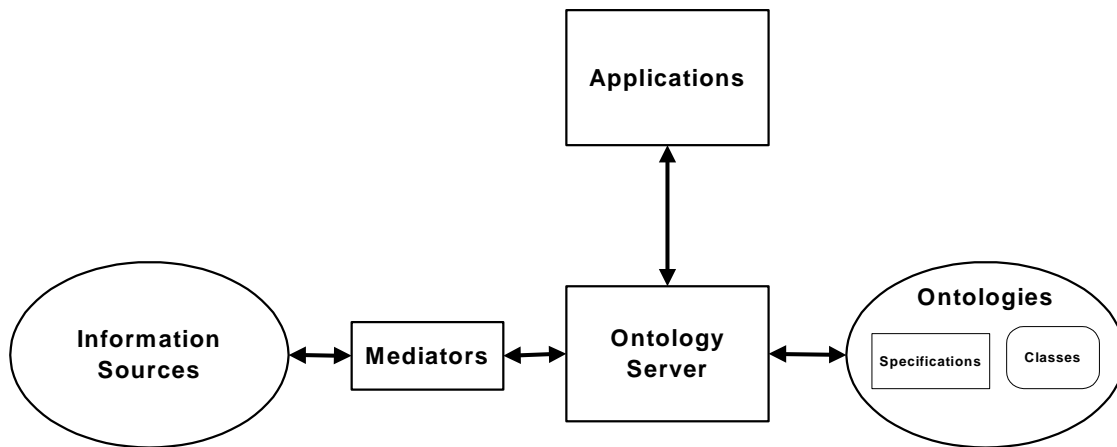 Applications
Ontologies
Information
Sources
Mediators
Ontology
Server
Specifications
Classes